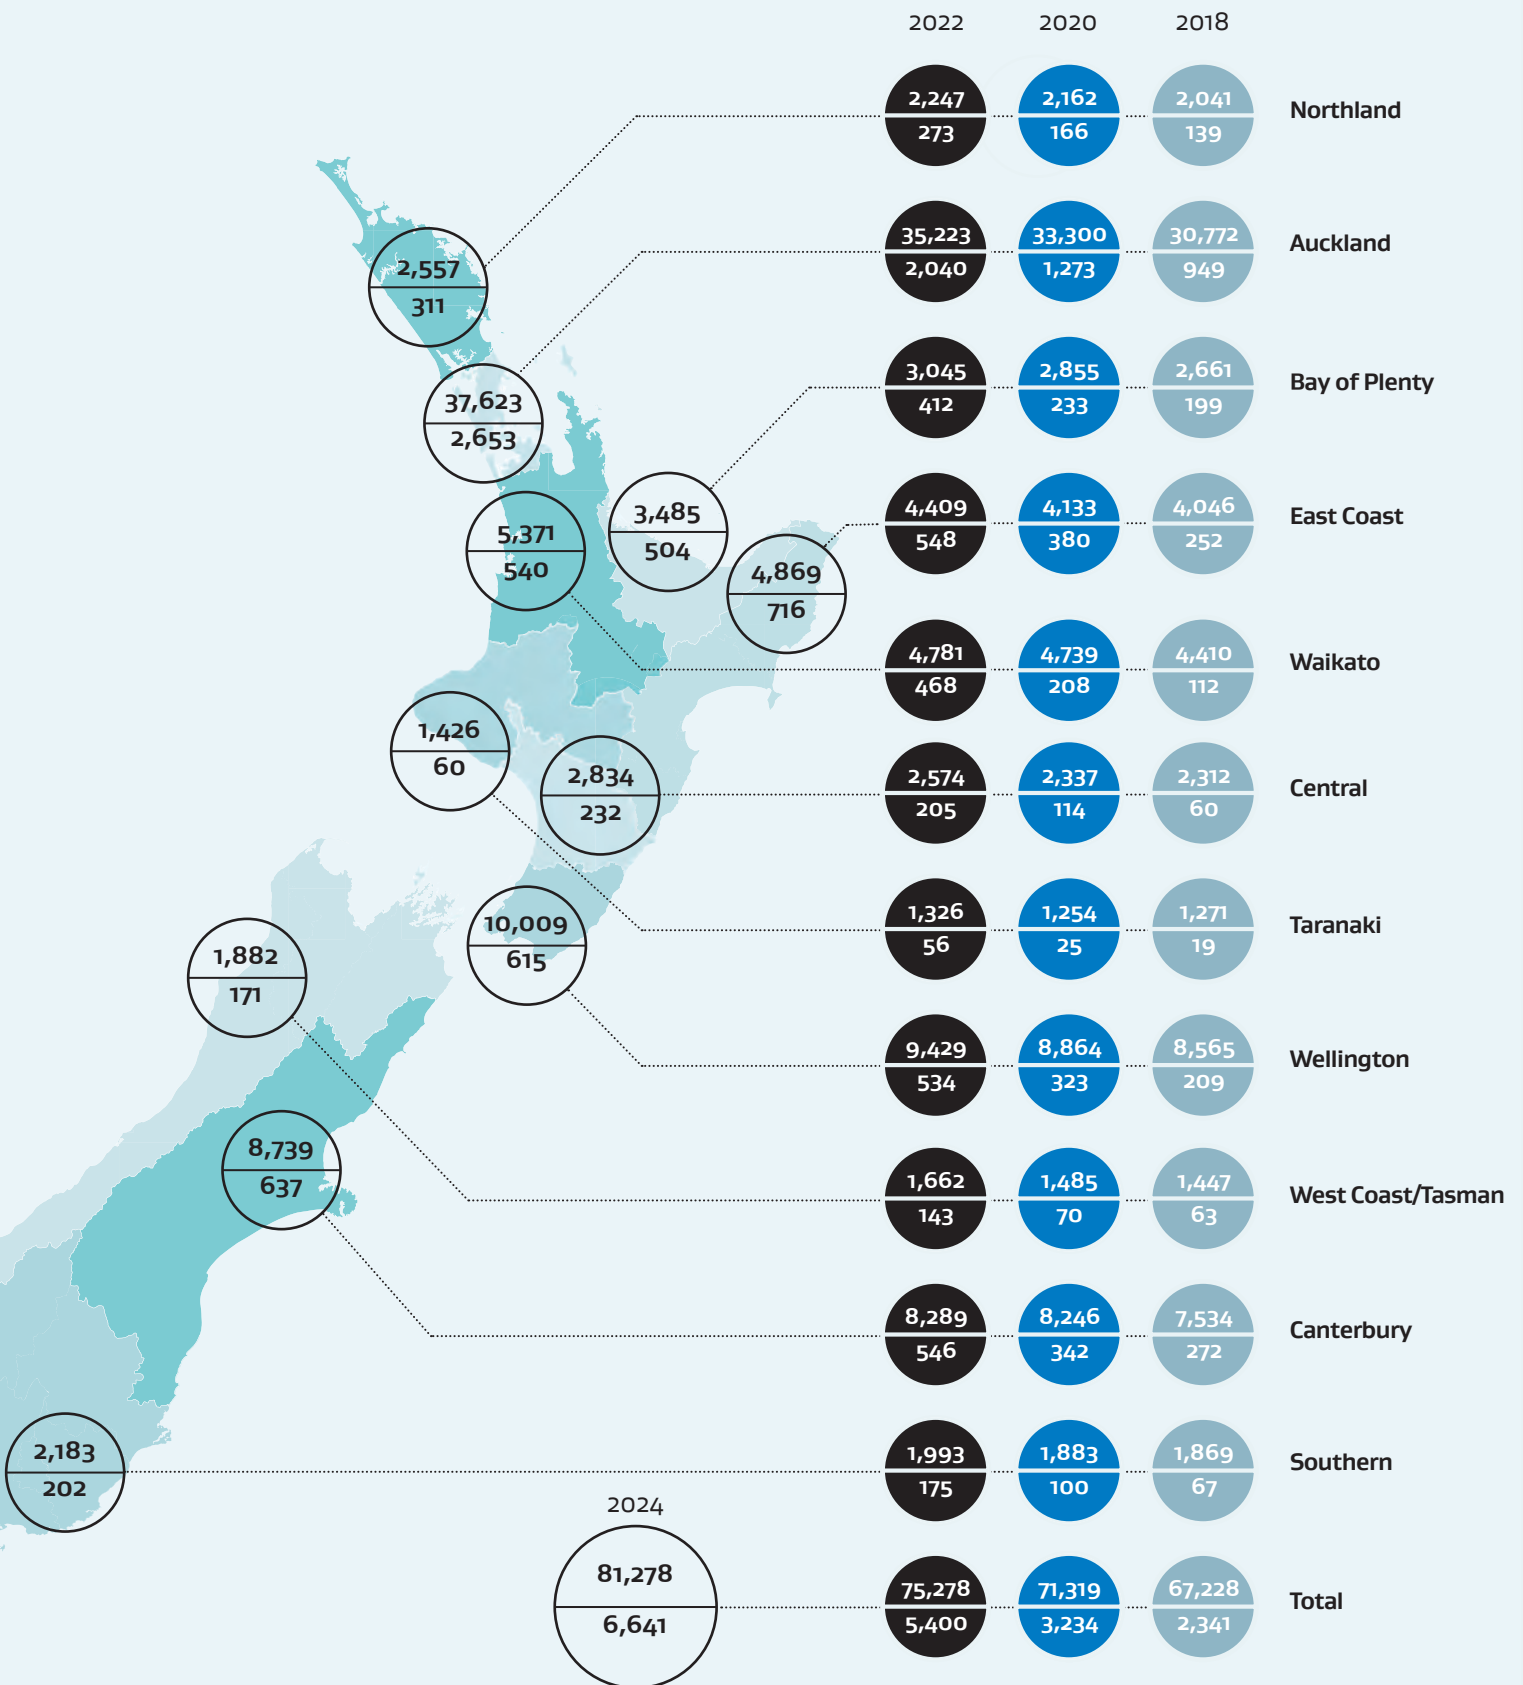 2022 2020 2018
2,247 2,162 2,041 Northland
273 166 139
2,557
311
35,223 33,300 30,772 Auckland
2,040 1,273 949
37,623
2,653
3,045 2,855 2,661 Bay of Plenty
412 233 199
3,485
504
4,409 4,133 4,046 East Coast
548 380 252
4,869
716
5,371
540
4,781 4,739 4,410 Waikato
468 208 112
2,574 2,337 2,312 Central
205 114 60
2,834
232
1,426
60
1,326 1,254 1,271 Taranaki
56 25 19
10,009
615
9,429 8,864 8,565 Wellington
534 323 209
1,882
171
1,662 1,485 1,447 West Coast/Tasman
143 70 63
8,739
637
8,289 8,246 7,534 Canterbury
546 342 272
2,183
202
1,993 1,883 1,869 Southern
175 100 67
2024
81,278
6,641
75,278 71,319 67,228 Total
5,400 3,234 2,341